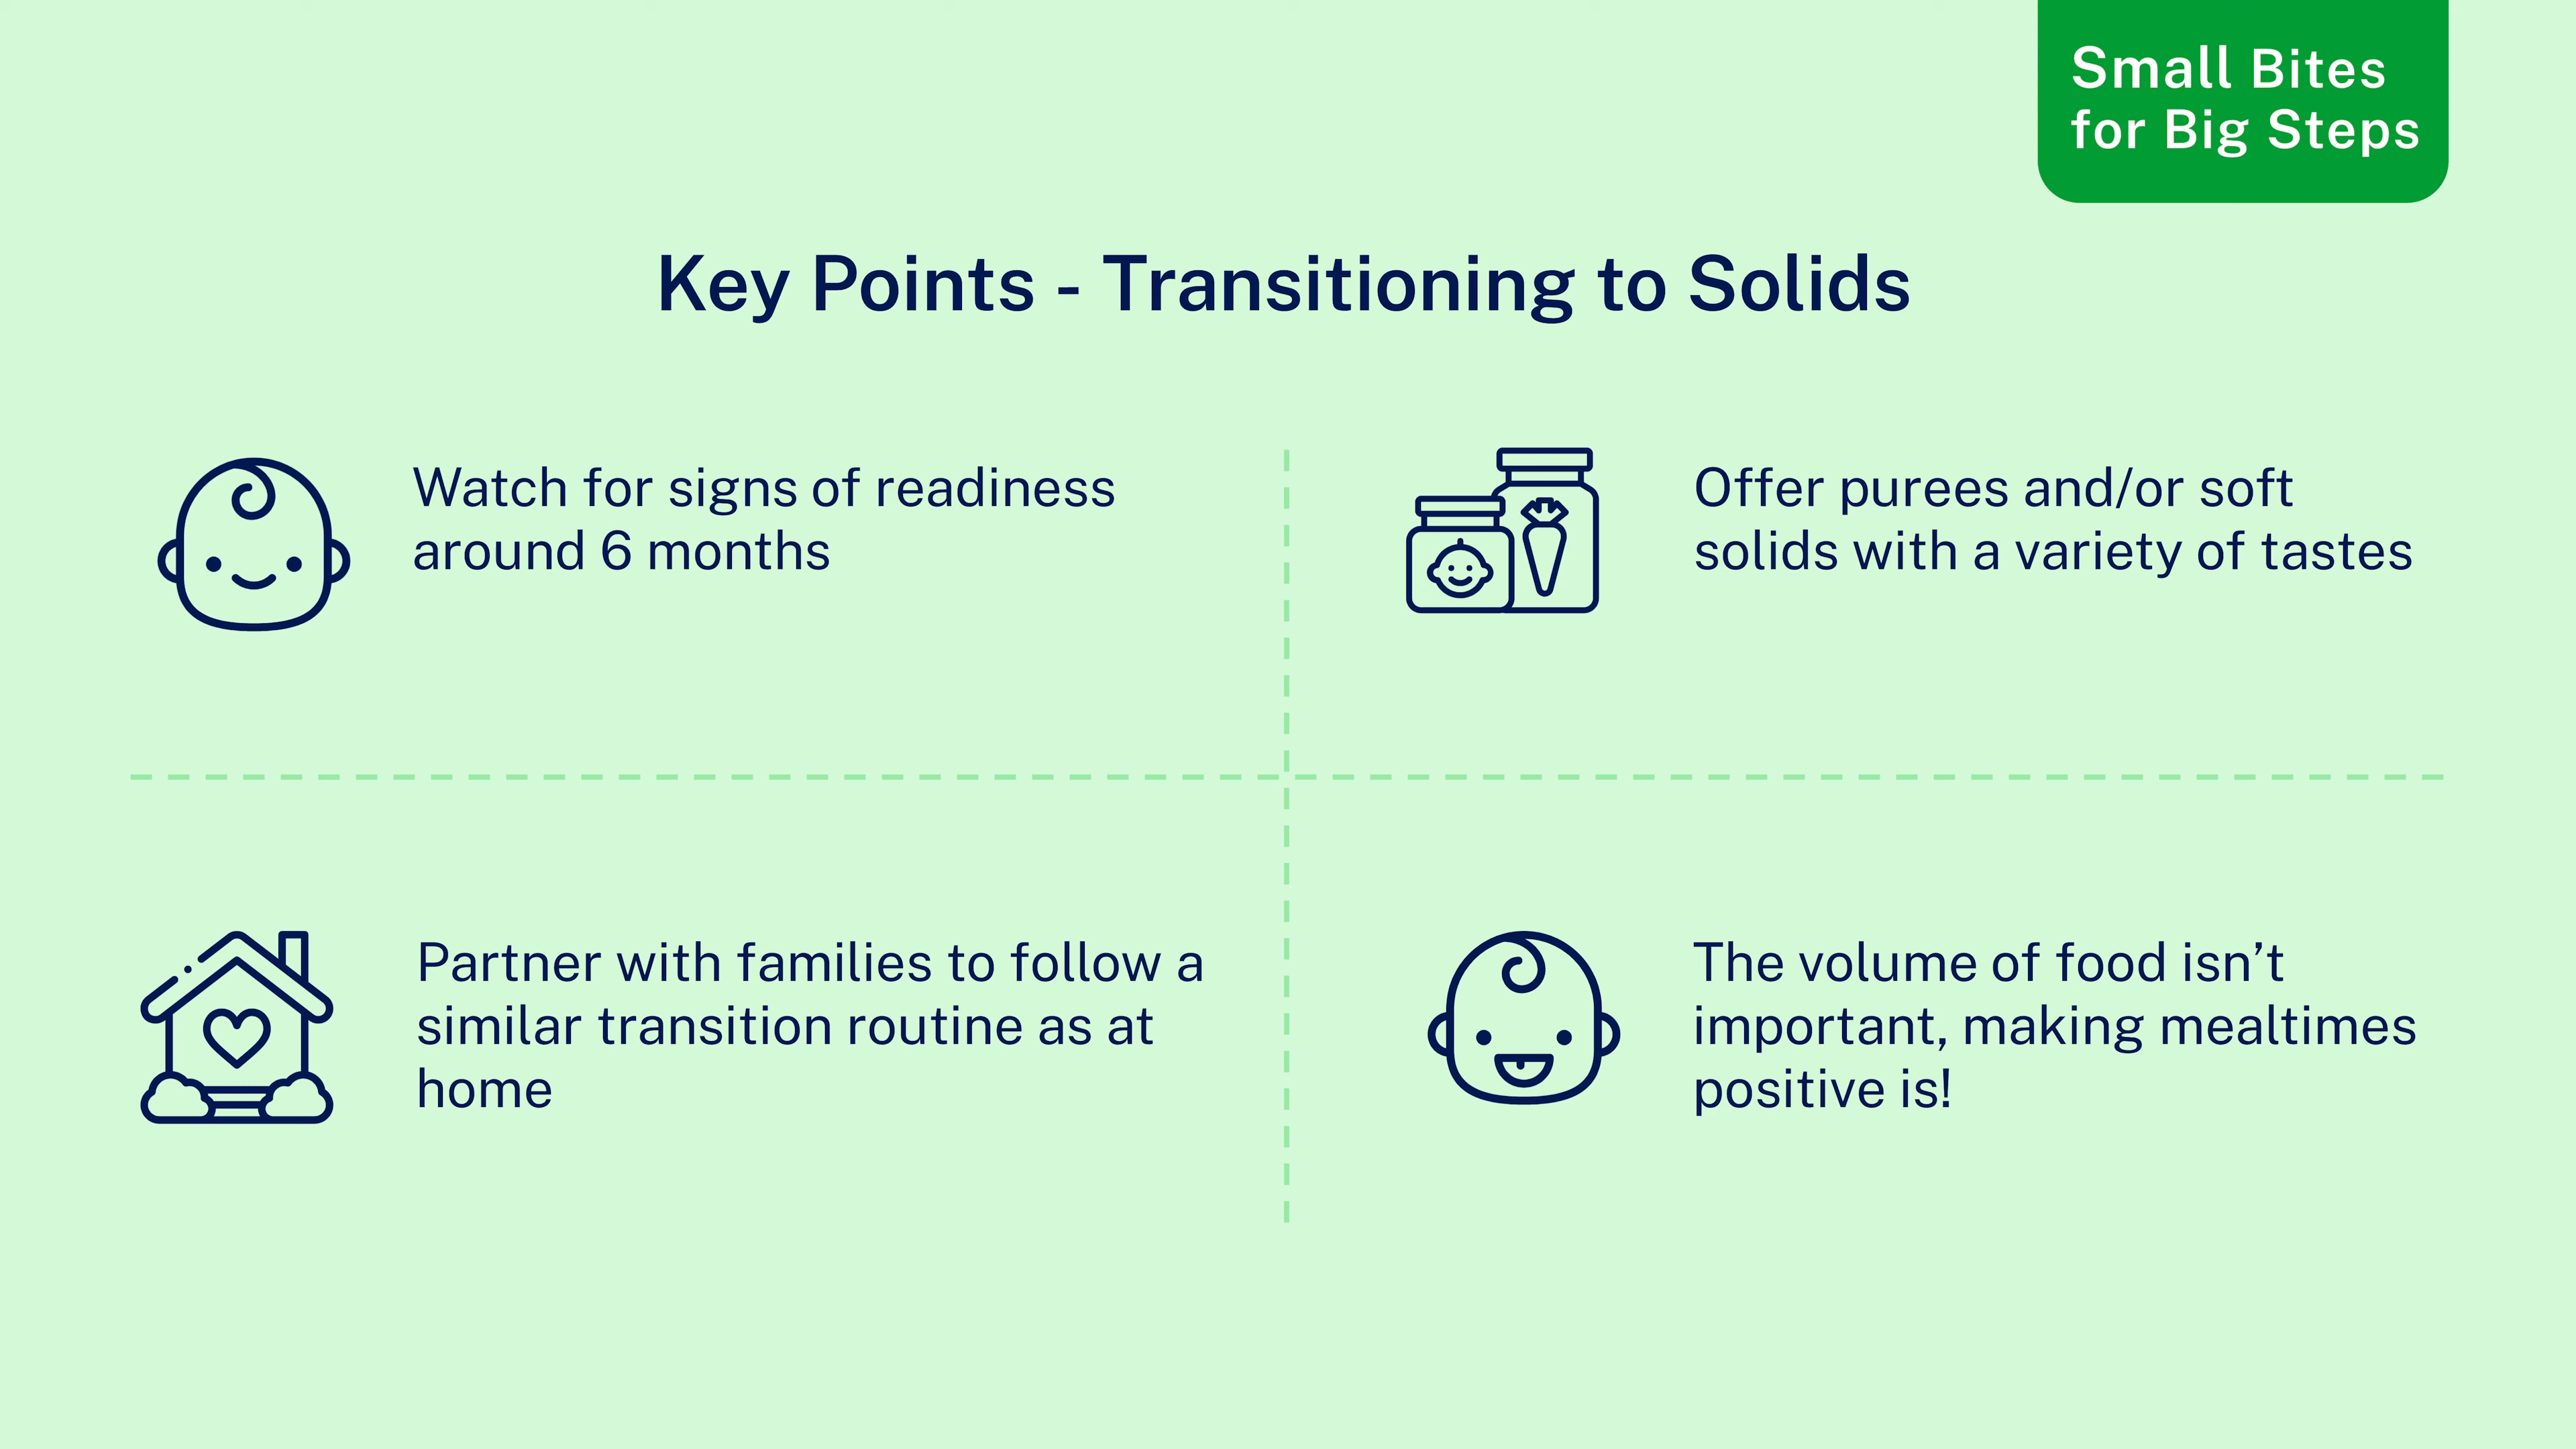 Small Bites
for Big Steps
Key Points - Transitioning to Solids
Watch for signs of readiness
around 6 months
Offer purees and/or soft
solids with a variety of tastes
Partner with families to follow a
similar transition routine as at
home
The volume of food isn’t
important, making mealtimes
positive is!